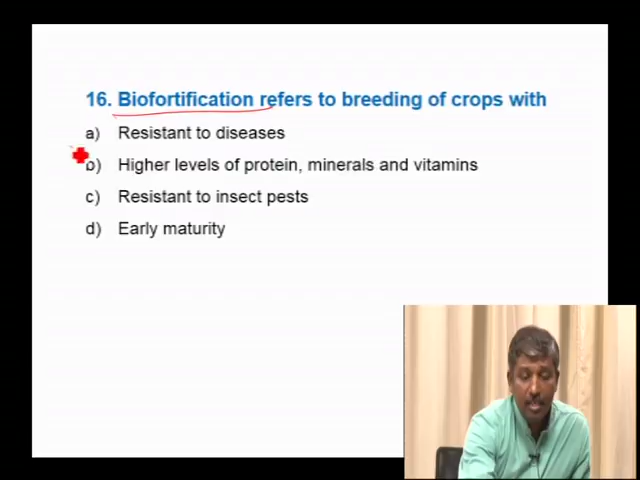 16. Biofortification refers to breeding of crops with
a) Resistant to diseases
b) Higher levels of protein, minerals and vitamins
c) Resistant to insect pests
d) Early maturity